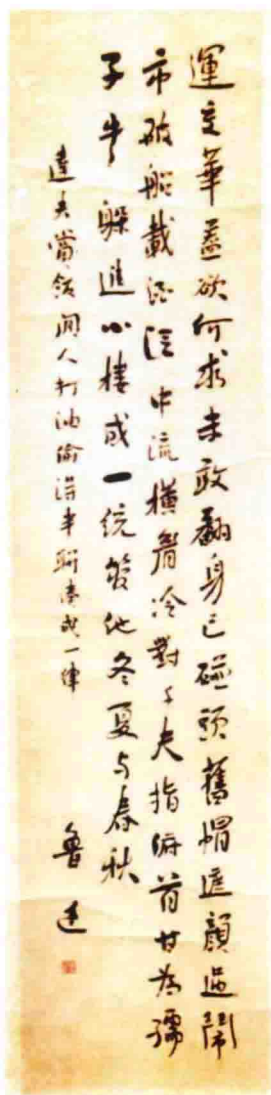 運交華蓋欲何求未敢翻身已碰頭舊帽遮顏過鬧
市破船載酒泛中流橫眉冷對千夫指俯首甘為孺
子牛躲進小樓成一統管他冬夏与春秋
達夫賞飯閑人打油偷得半聯湊成一律
魯迅